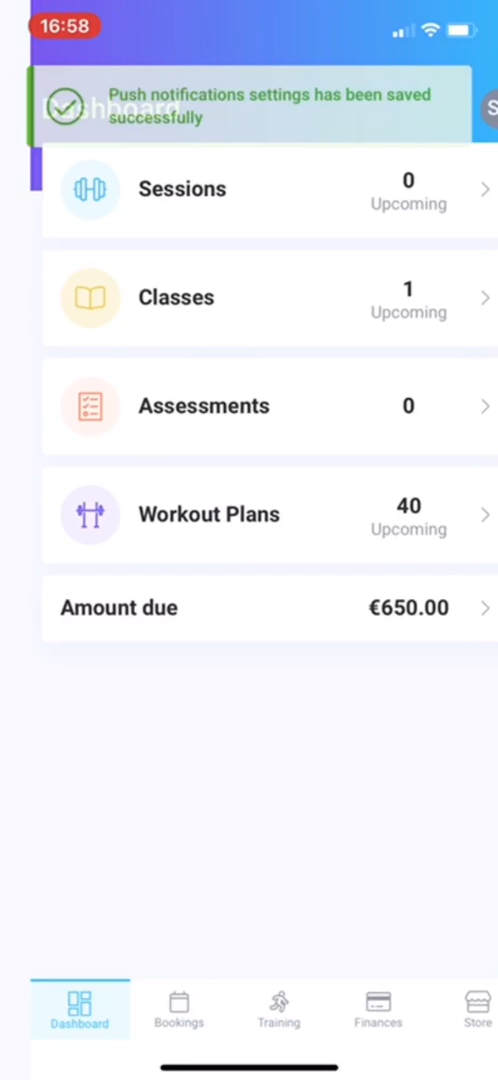 16:58
Dashboard
Push notifications settings has been saved
successfully
S
Sessions
0
Upcoming
Classes
1
Upcoming
Assessments
0
Workout Plans
40
Upcoming
Amount due
€650.00
Dashboard
Bookings
Training
Finances
Store